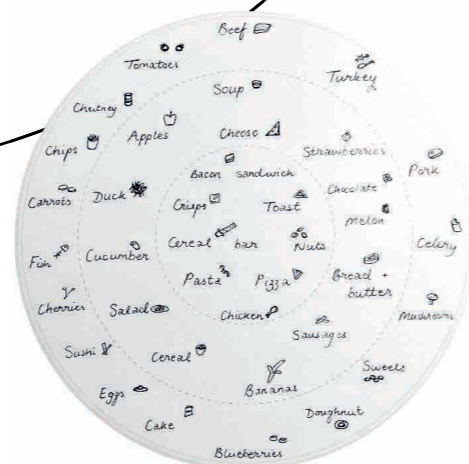 Beef
Tomatoes
Turkey
Soup
Chutney
Apples
Cheese
Chips
Strawberries
Bacon sandwich
Pork
Carrots
Duck
Crisps
Toast
Chocolate
Melon
Cereal bar
Nuts
Celery
Fish
Cucumber
Pasta
Pizza
Bread + butter
Cherries
Salad
Chicken
Mushrooms
Sausages
Sushi
Cereal
Bananas
Sweets
Eggs
Cake
Doughnut
Blueberries